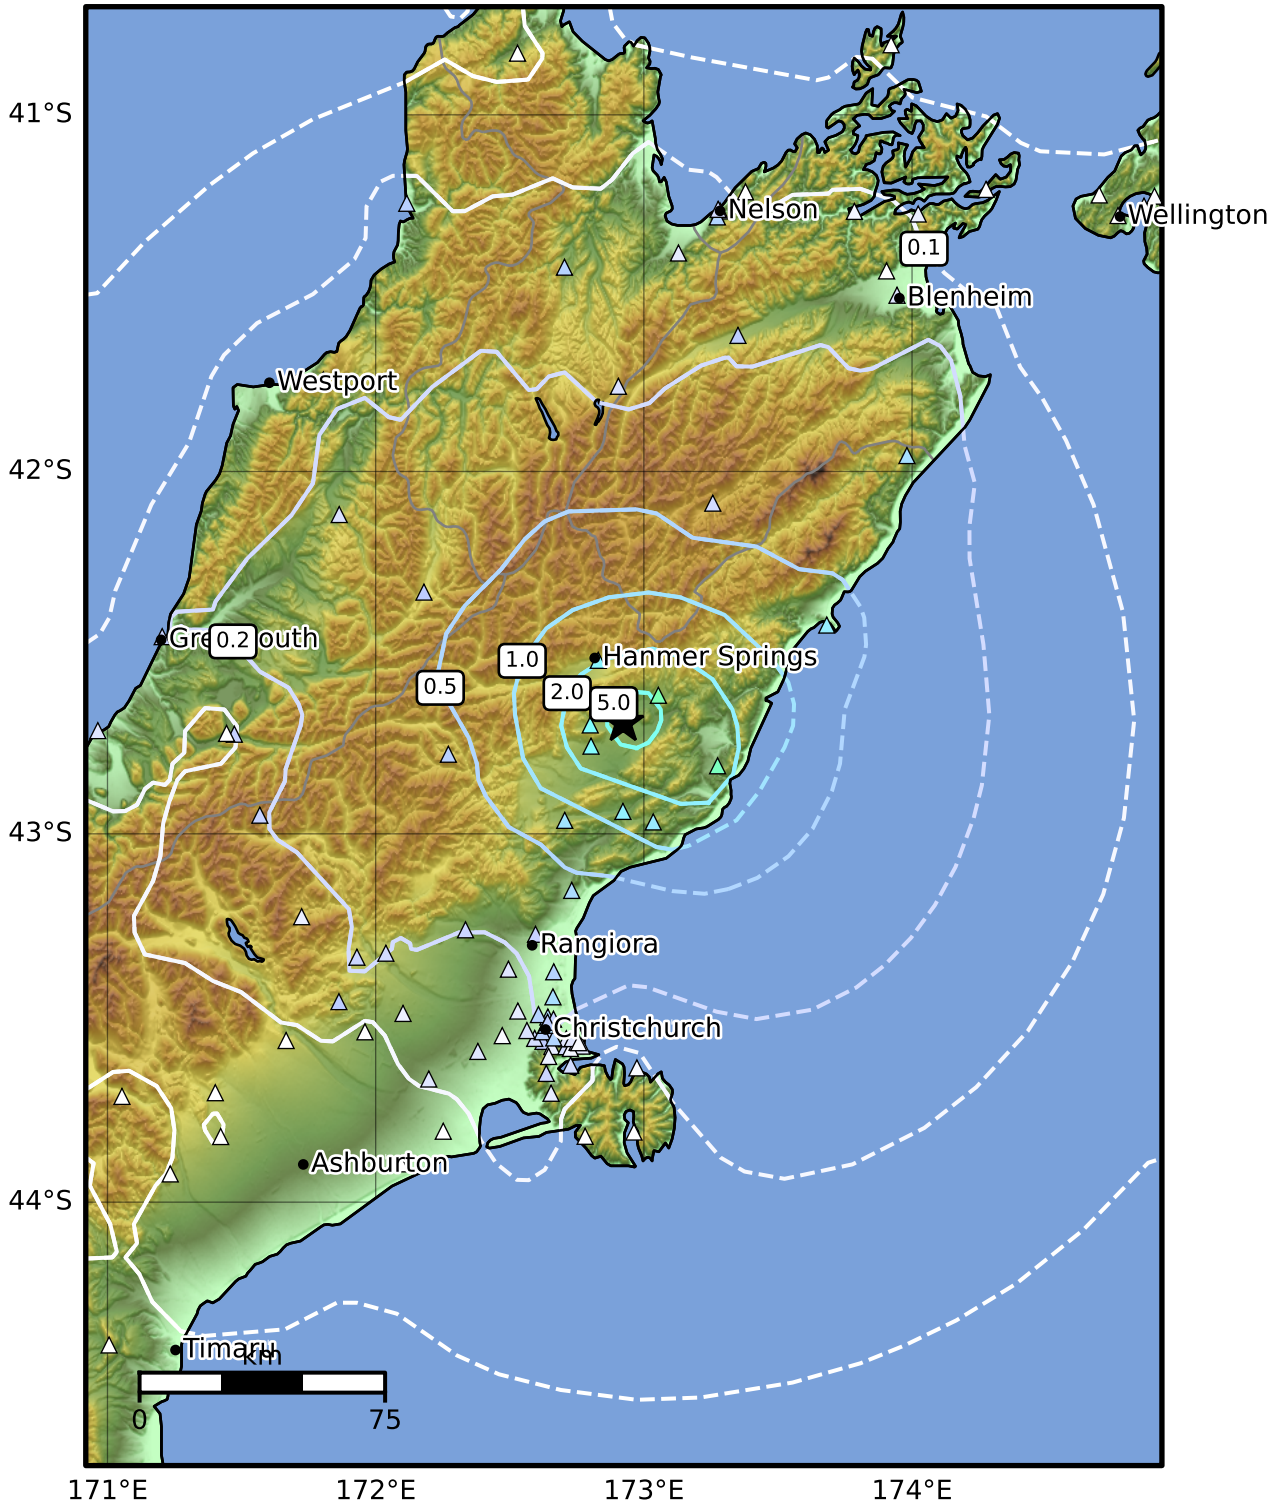 41°S
Nelson
Wellington
0.1
Blenheim
Westport
42°S
Greymouth
0.2
1.0
Hanmer Springs
0.5
2.0
5.0
43°S
Rangiora
Christchurch
Ashburton
44°S
Timaru
km
0 75
171°E 172°E 173°E 174°E